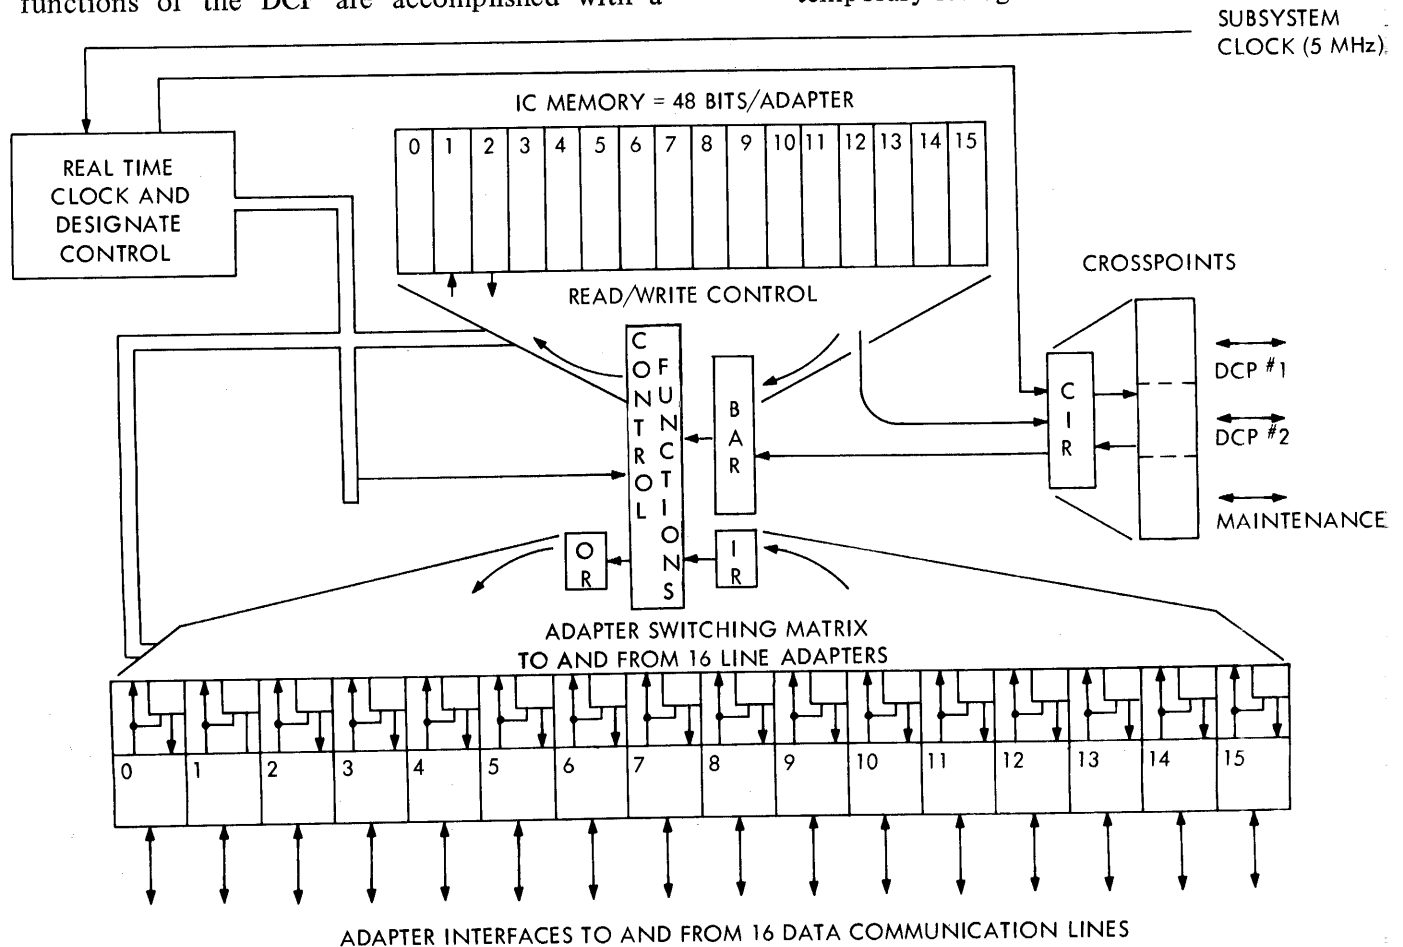 functions of the DCP are accomplished with a
SUBSYSTEM
CLOCK (5 MHz)
IC MEMORY = 48 BITS/ADAPTER
0 1 2 3 4 5 6 7 8 9 10 11 12 13 14 15
REAL TIME
CLOCK AND
DESIGNATE
CONTROL
READ/WRITE CONTROL
CROSSPOINTS
CONTROL
FUNCTIONS
BAR
CIR
DCP #1
DCP #2
MAINTENANCE
OR
IR
ADAPTER SWITCHING MATRIX
TO AND FROM 16 LINE ADAPTERS
0 1 2 3 4 5 6 7 8 9 10 11 12 13 14 15
ADAPTER INTERFACES TO AND FROM 16 DATA COMMUNICATION LINES